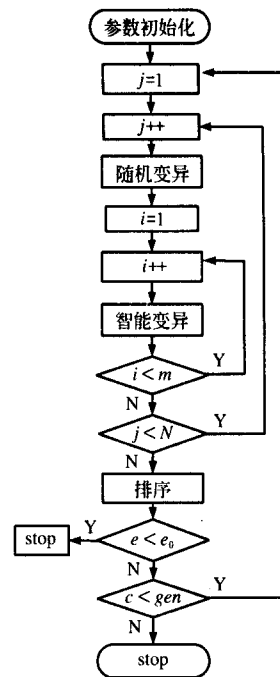 参数初始化
j=1
j++
随机变异
i=1
i++
智能变异
i < m
Y
N
j < N
Y
N
排序
e < e₀
Y
stop
N
c < gen
Y
N
stop